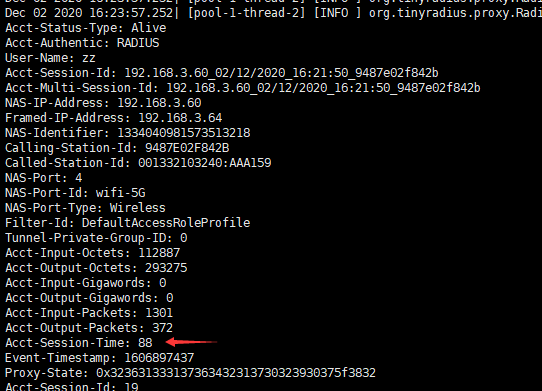 Dec 02 2020 16:23:57.252| [pool-1-thread-2] [INFO ] org.tinyradius.proxy.Radi
Acct-Status-Type: Alive
Acct-Authentic: RADIUS
User-Name: zz
Acct-Session-Id: 192.168.3.60_02/12/2020_16:21:50_9487e02f842b
Acct-Multi-Session-Id: 192.168.3.60_02/12/2020_16:21:50_9487e02f842b
NAS-IP-Address: 192.168.3.60
Framed-IP-Address: 192.168.3.64
NAS-Identifier: 1334040981573513218
Calling-Station-Id: 9487E02F842B
Called-Station-Id: 001332103240:AAA159
NAS-Port: 4
NAS-Port-Id: wifi-5G
NAS-Port-Type: Wireless
Filter-Id: DefaultAccessRoleProfile
Tunnel-Private-Group-ID: 0
Acct-Input-Octets: 112887
Acct-Output-Octets: 293275
Acct-Input-Gigawords: 0
Acct-Output-Gigawords: 0
Acct-Input-Packets: 1301
Acct-Output-Packets: 372
Acct-Session-Time: 88
Event-Timestamp: 1606897437
Proxy-State: 0x32363133313736343231373032393037​5f3832
Acct-Session-Id: 19